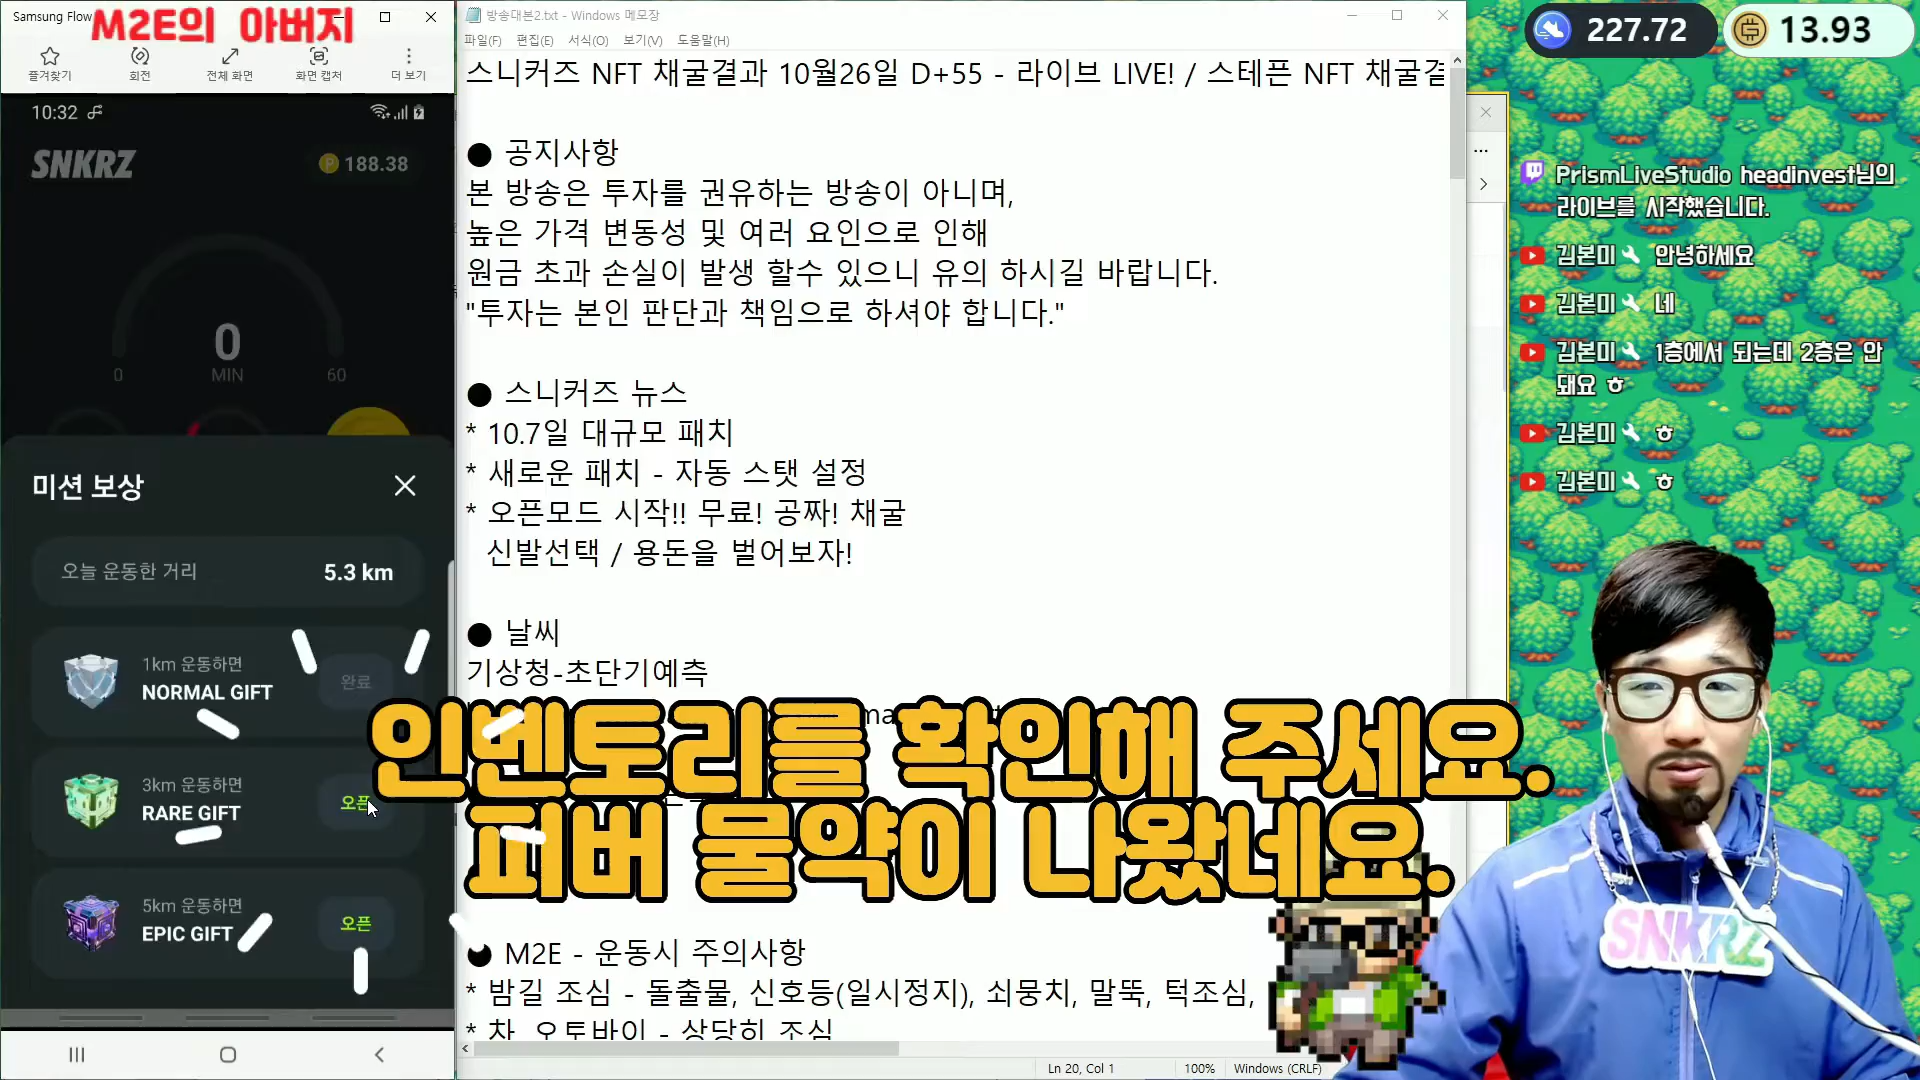 Samsung Flow
M2E의 아버지
즐겨찾기
회전
전체 화면
화면 캡처
더 보기
10:32
SNKRZ
P 188.38
0
0
MIN
60
미션 보상
오늘 운동한 거리
5.3 km
1km 운동하면
NORMAL GIFT
완료
3km 운동하면
RARE GIFT
오픈
5km 운동하면
EPIC GIFT
오픈
방송대본2.txt - Windows 메모장
파일(F) 편집(E) 서식(O) 보기(V) 도움말(H)
스니커즈 NFT 채굴결과 10월26일 D+55 - 라이브 LIVE! / 스테픈 NFT 채굴결
● 공지사항
본 방송은 투자를 권유하는 방송이 아니며,
높은 가격 변동성 및 여러 요인으로 인해
원금 초과 손실이 발생 할수 있으니 유의 하시길 바랍니다.
"투자는 본인 판단과 책임으로 하셔야 합니다."
● 스니커즈 뉴스
* 10.7일 대규모 패치
* 새로운 패치 - 자동 스탯 설정
* 오픈모드 시작!! 무료! 공짜! 채굴
신발선택 / 용돈을 벌어보자!
● 날씨
기상청-초단기예측
인벤토리를 확인해 주세요.
피버 물약이 나왔네요.
● M2E - 운동시 주의사항
* 밤길 조심 - 돌출물, 신호등(일시정지), 쇠뭉치, 말뚝, 턱조심,
* 차, 오토바이 - 상당히 조심
Ln 20, Col 1
100%
Windows (CRLF)
227.72
13.93
PrismLiveStudio headinvest님의
라이브를 시작했습니다.
김본미 안녕하세요
김본미 네
김본미 1층에서 되는데 2층은 안
돼요 ㅎ
김본미 ㅎ
김본미 ㅎ
SNKRZ